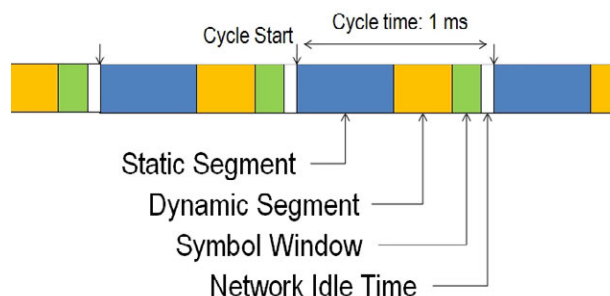 Cycle Start
Cycle time: 1 ms
Static Segment
Dynamic Segment
Symbol Window
Network Idle Time